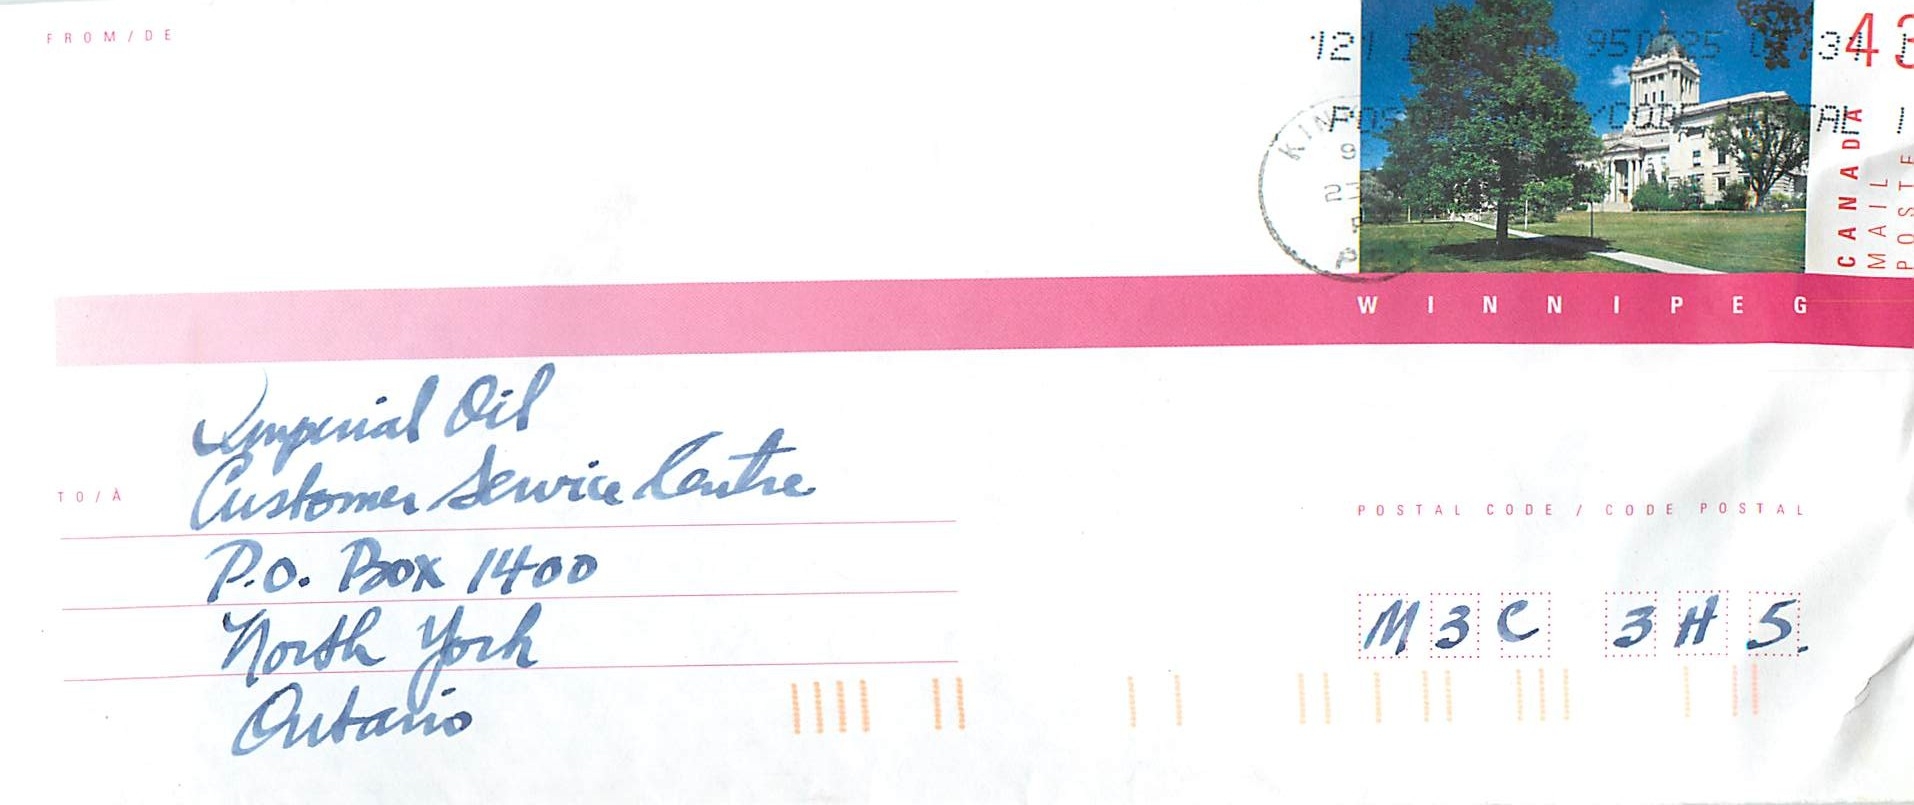 FROM/DE
43
CANADA
MAIL
POSTE
WINNIPEG
Imperial Oil
Customer Service Centre
TO/À
P.O. Box 1400
North York
Ontario
POSTAL CODE / CODE POSTAL
M3C 3H5.